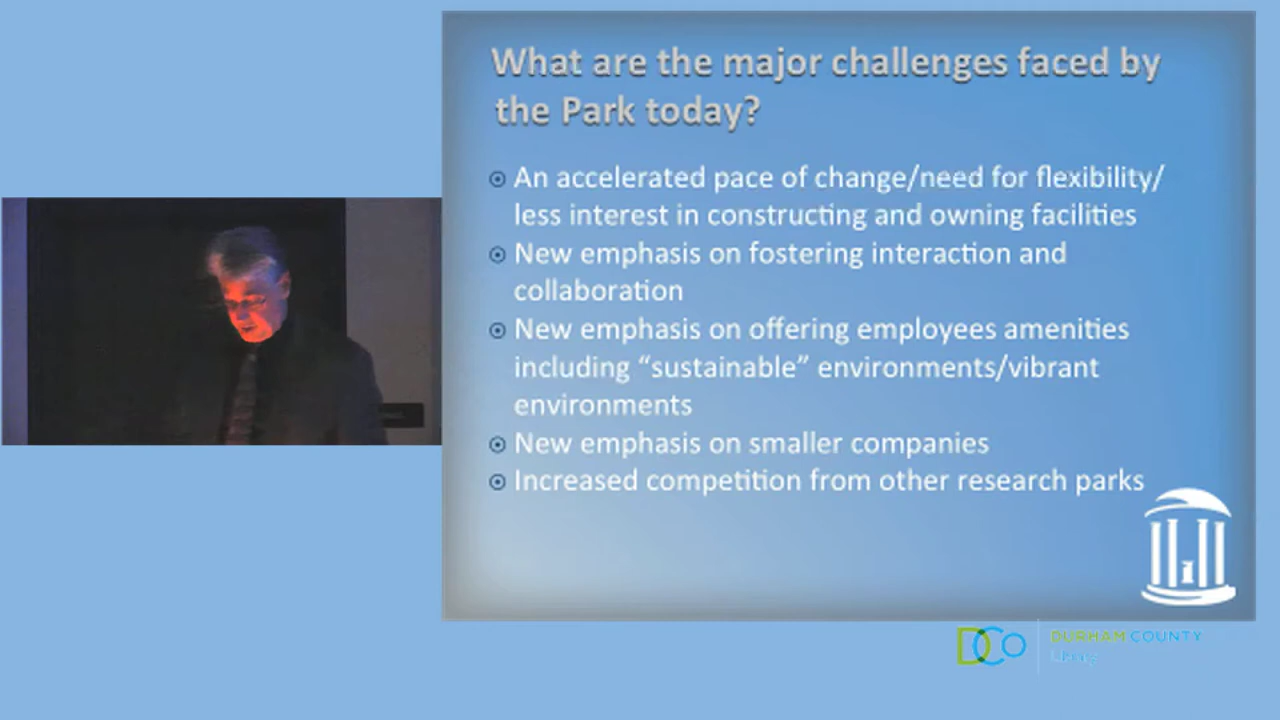 What are the major challenges faced by
the Park today?
An accelerated pace of change/need for flexibility/
less interest in constructing and owning facilities
New emphasis on fostering interaction and
collaboration
New emphasis on offering employees amenities
including “sustainable” environments/vibrant
environments
New emphasis on smaller companies
Increased competition from other research parks
DCo
DURHAM COUNTY
Library